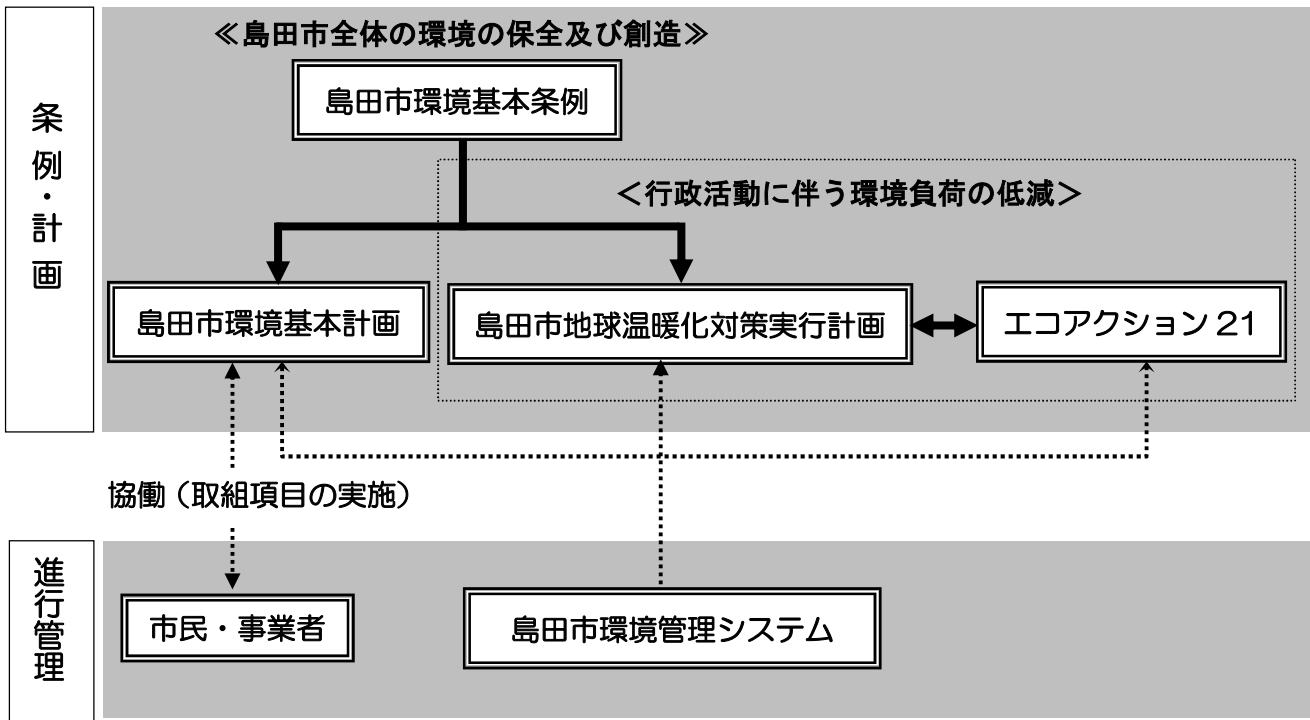 ≪島田市全体の環境の保全及び創造≫
島田市環境基本条例
条例・計画
＜行政活動に伴う環境負荷の低減＞
島田市環境基本計画
島田市地球温暖化対策実行計画
エコアクション21
協働（取組項目の実施）
進行管理
市民・事業者
島田市環境管理システム